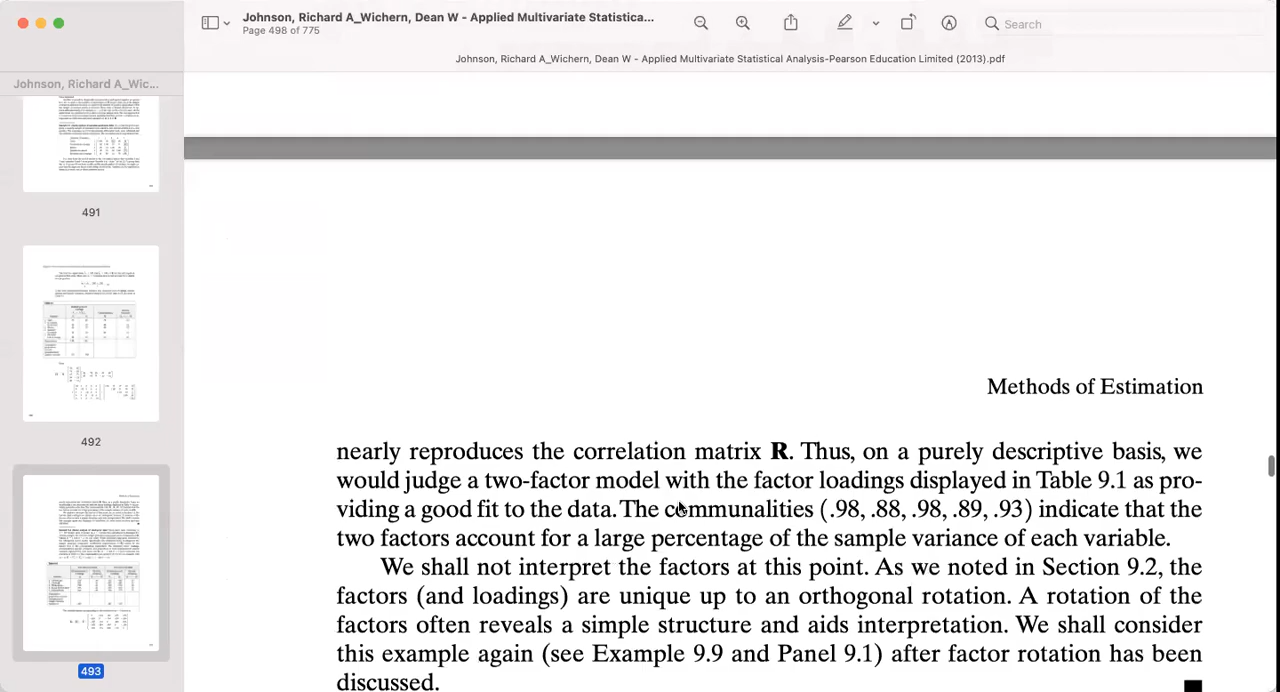 Johnson, Richard A_Wichern, Dean W - Applied Multivariate Statistica...
Page 498 of 775
Search
Johnson, Richard A_Wichern, Dean W - Applied Multivariate Statistical Analysis-Pearson Education Limited (2013).pdf
Johnson, Richard A_Wic...
491
492
493
Methods of Estimation
nearly reproduces the correlation matrix R. Thus, on a purely descriptive basis, we
would judge a two-factor model with the factor loadings displayed in Table 9.1 as pro-
viding a good fit to the data. The communalities (.98, .88, .98, .89, .93) indicate that the
two factors account for a large percentage of the sample variance of each variable.
We shall not interpret the factors at this point. As we noted in Section 9.2, the
factors (and loadings) are unique up to an orthogonal rotation. A rotation of the
factors often reveals a simple structure and aids interpretation. We shall consider
this example again (see Example 9.9 and Panel 9.1) after factor rotation has been
discussed.